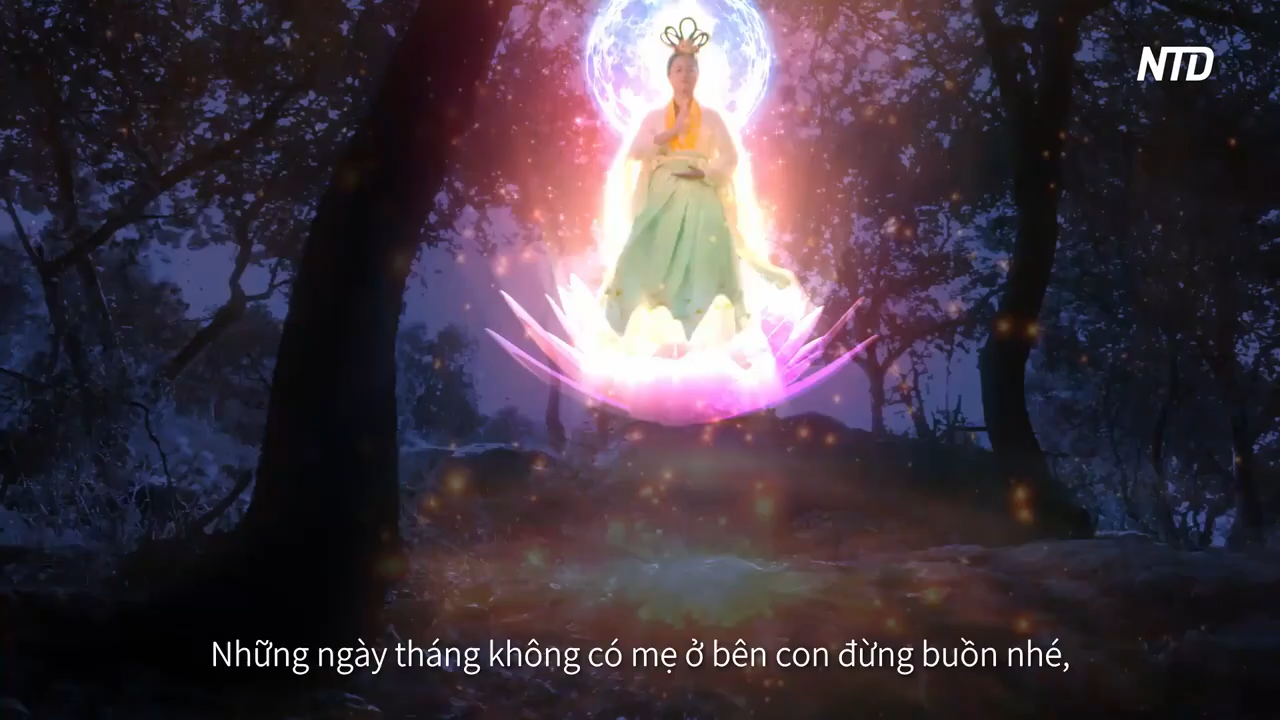 NTD
Những ngày tháng không có mẹ ở bên con đừng buồn nhé,